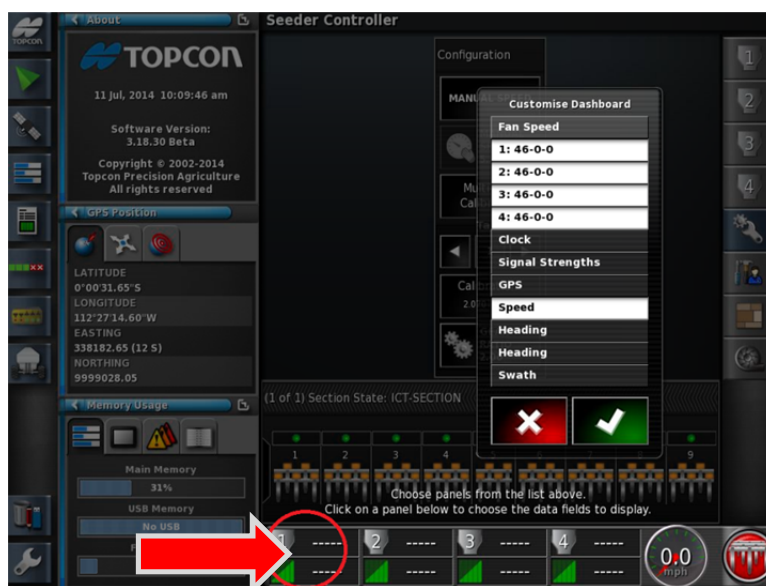 About
Seeder Controller
TOPCON
TOPCON
11 Jul, 2014 10:09:46 am
Software Version:
3.18.30 Beta
Copyright © 2002-2014
Topcon Precision Agriculture
All rights reserved
GPS Position
LATITUDE
0°00'31.65"S
LONGITUDE
112°27'14.60"W
EASTING
338182.65 (12 S)
NORTHING
9999028.05
Memory Usage
Main Memory
31%
USB Memory
No USB
Configuration
MANUAL SPEED
Customise Dashboard
Fan Speed
1: 46-0-0
2: 46-0-0
3: 46-0-0
4: 46-0-0
Clock
Signal Strengths
GPS
Speed
Heading
Heading
Swath
1
2
3
4
(1 of 1) Section State: ICT-SECTION
1 2 3 4 5 6 7 8 9
Choose panels from the list above.
Click on a panel below to choose the data fields to display.
1 ----- 2 ----- 3 ----- 4 -----
----- ----- ----- -----
0.0
mph